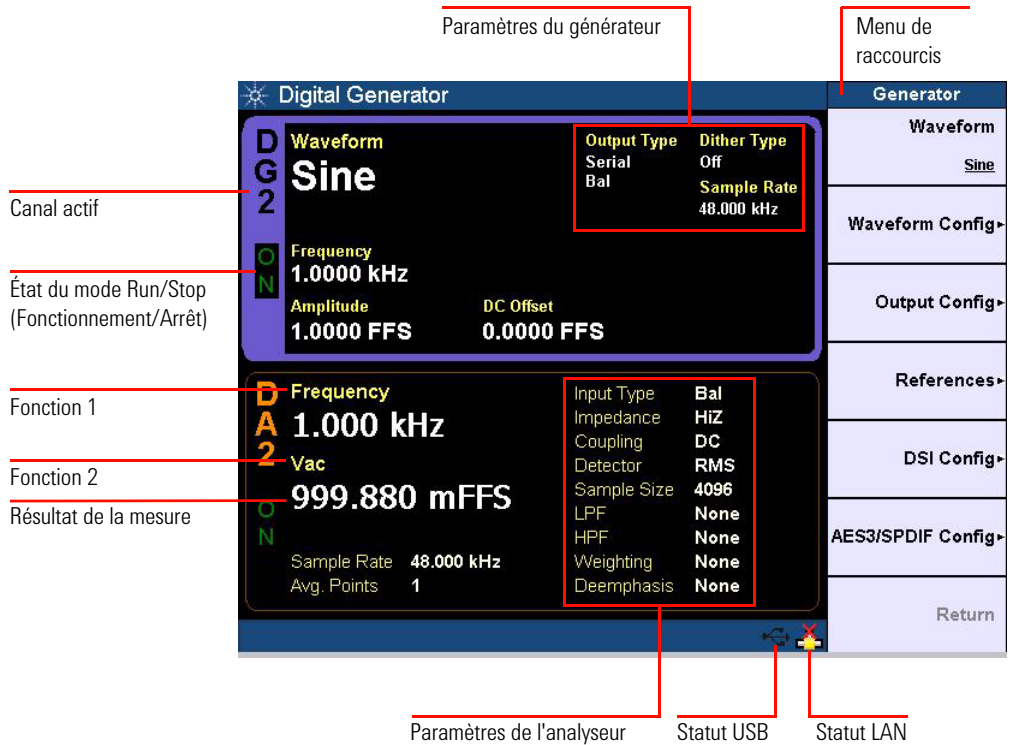 Paramètres du générateur
Menu de
raccourcis
Digital Generator
Generator
DG2
ON
Waveform
Sine
Output Type
Serial
Bal
Dither Type
Off
Sample Rate
48.000 kHz
Frequency
1.0000 kHz
Amplitude
1.0000 FFS
DC Offset
0.0000 FFS
Waveform
Sine
Waveform Config
Output Config
References
DSI Config
AES3/SPDIF Config
Return
Canal actif
État du mode Run/Stop
(Fonctionnement/Arrêt)
Fonction 1
Fonction 2
Résultat de la mesure
DA2
ON
Frequency
1.000 kHz
Vac
999.880 mFFS
Sample Rate 48.000 kHz
Avg. Points 1
Input Type Bal
Impedance HiZ
Coupling DC
Detector RMS
Sample Size 4096
LPF None
HPF None
Weighting None
Deemphasis None
Paramètres de l'analyseur
Statut USB
Statut LAN